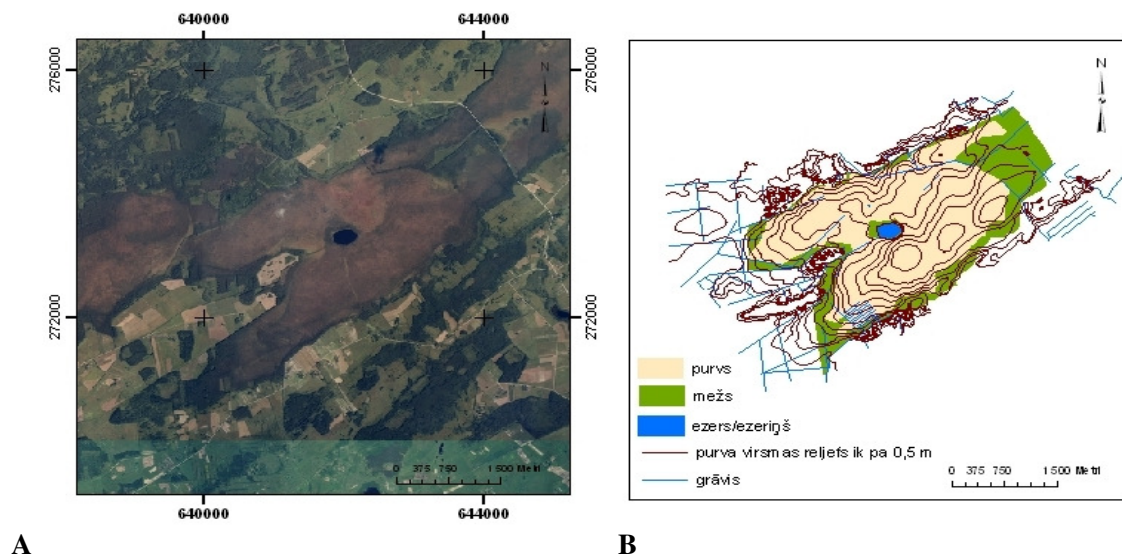 640000 644000
N
276000 276000
272000 272000
0 375 750 1 500 Metri
640000 644000
A
N
purvs
mežs
ezers/ezeriņš
purva virsmas reljefs ik pa 0,5 m
grāvis
0 375 750 1 500 Metri
B